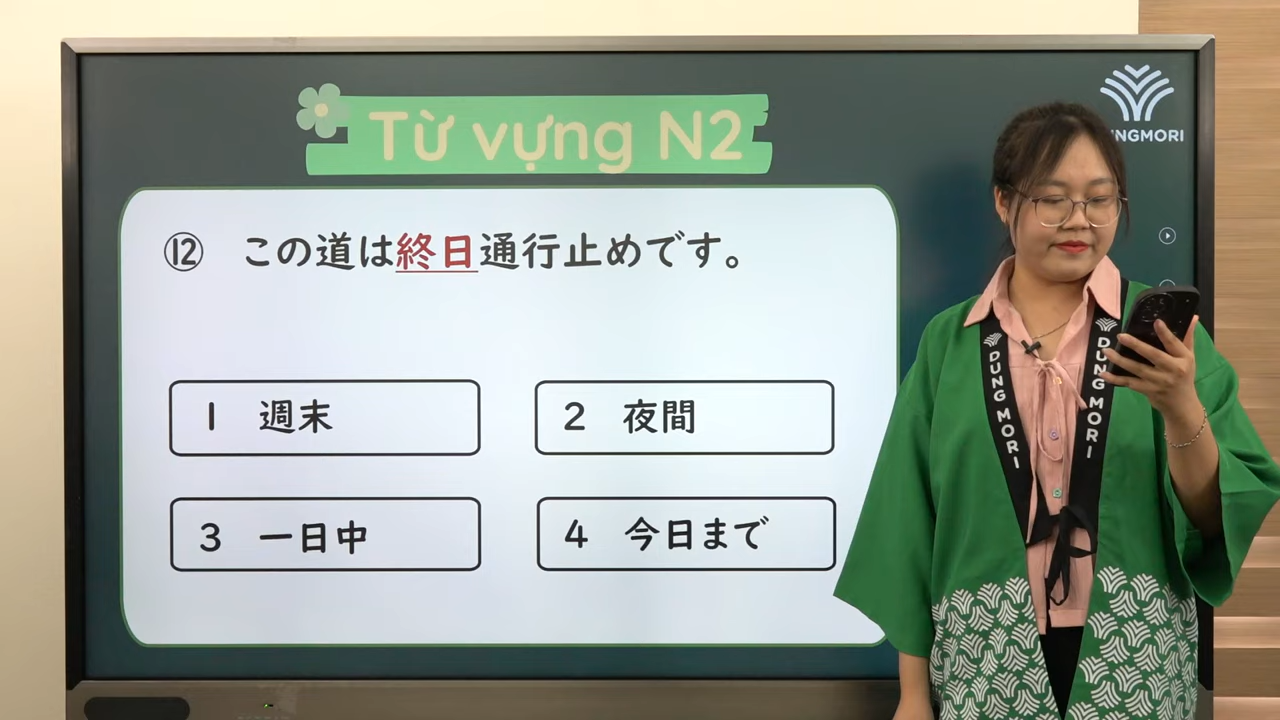 Từ vựng N2
UNGMORI
⑫ この道は終日通行止めです。
1 週末
2 夜間
3 一日中
4 今日まで
DUNG MORI
DUNG MORI